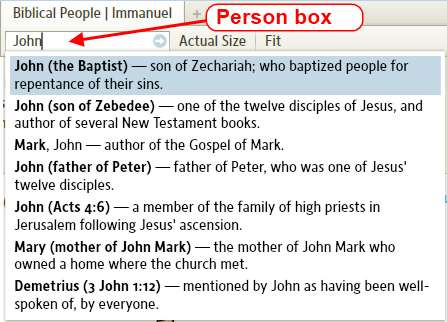 Biblical People | Immanuel
+
Person box
John
Actual Size
Fit
John (the Baptist) — son of Zechariah; who baptized people for
repentance of their sins.
John (son of Zebedee) — one of the twelve disciples of Jesus, and
author of several New Testament books.
Mark, John — author of the Gospel of Mark.
John (father of Peter) — father of Peter, who was one of Jesus'
twelve disciples.
John (Acts 4:6) — a member of the family of high priests in
Jerusalem following Jesus' ascension.
Mary (mother of John Mark) — the mother of John Mark who
owned a home where the church met.
Demetrius (3 John 1:12) — mentioned by John as having been well-
spoken of, by everyone.